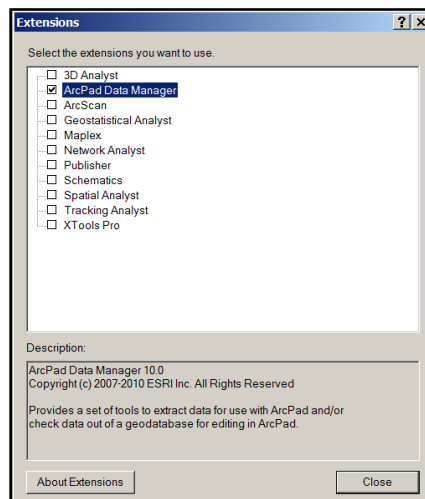 Extensions
Select the extensions you want to use.
3D Analyst
ArcPad Data Manager
ArcScan
Geostatistical Analyst
Maplex
Network Analyst
Publisher
Schematics
Spatial Analyst
Tracking Analyst
XTools Pro
Description:
ArcPad Data Manager 10.0
Copyright (c) 2007-2010 ESRI Inc. All Rights Reserved
Provides a set of tools to extract data for use with ArcPad and/or
check data out of a geodatabase for editing in ArcPad.
About Extensions
Close